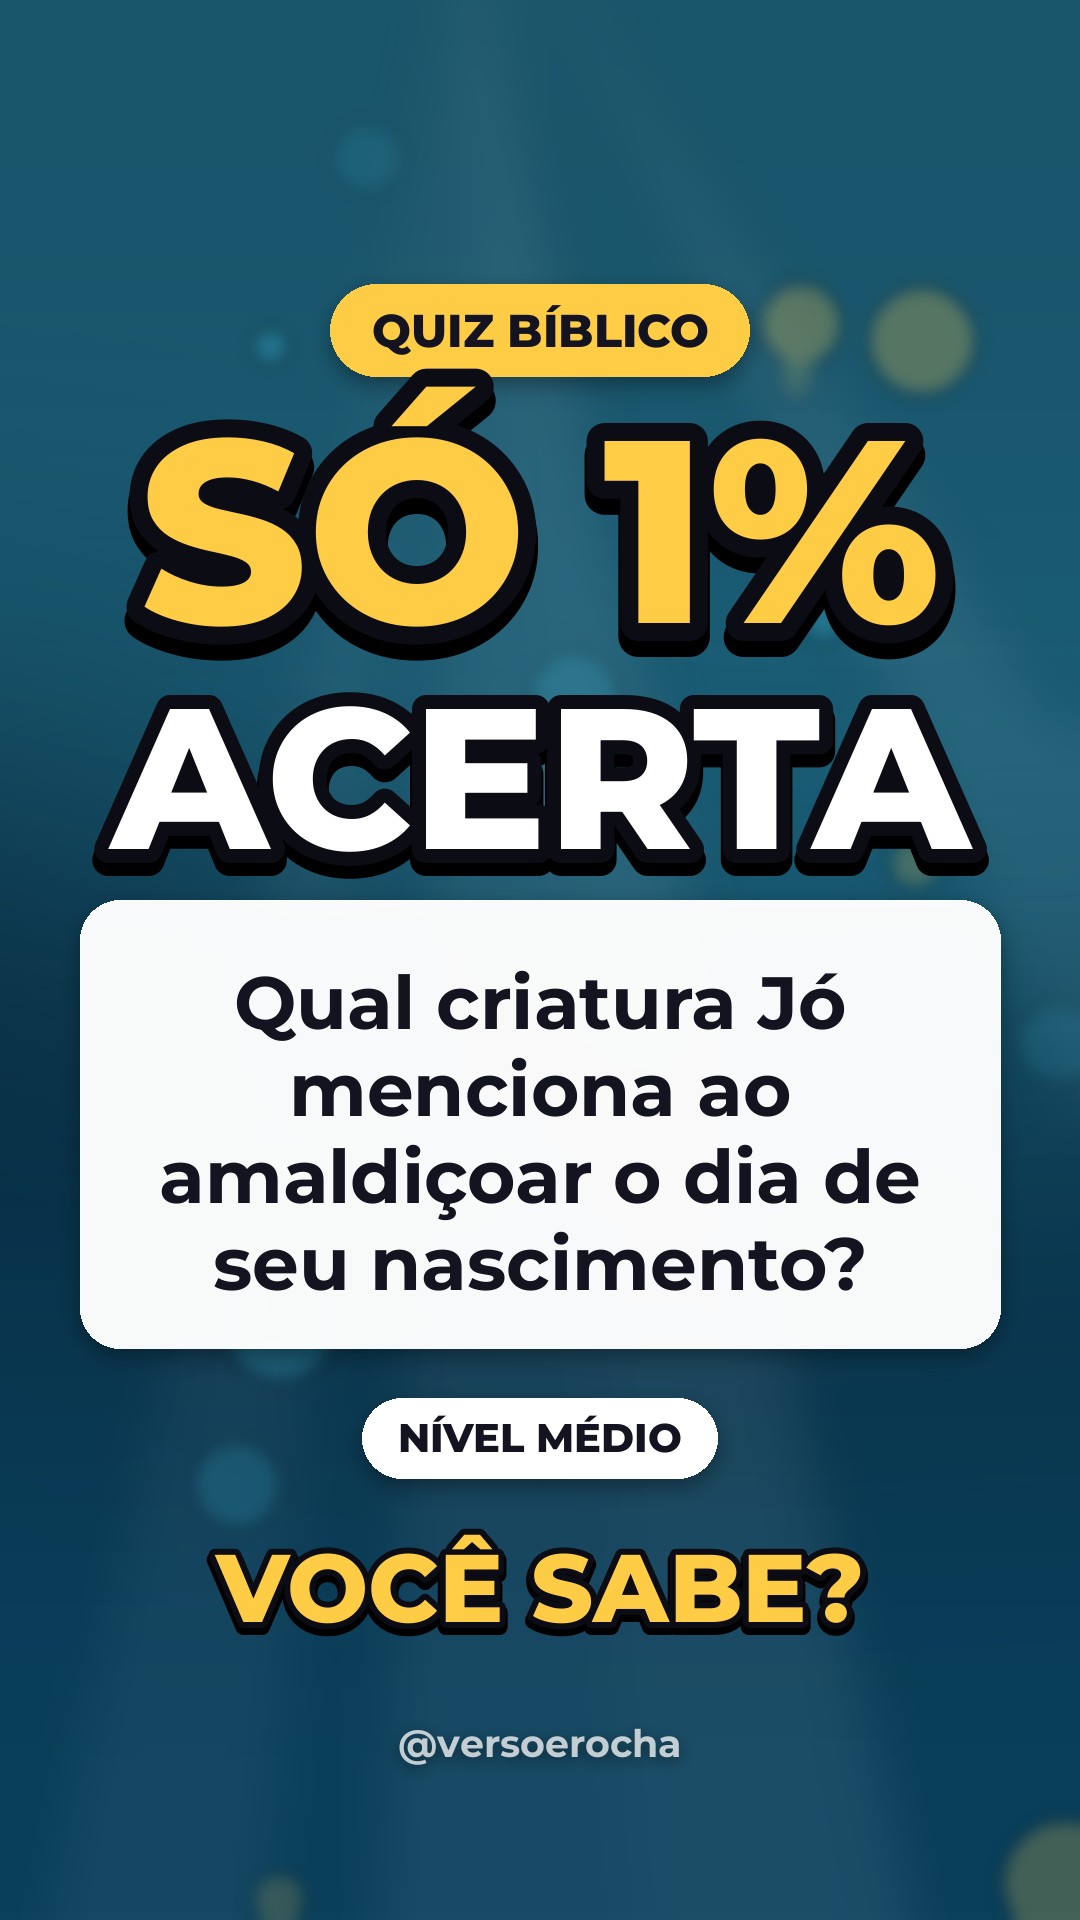 QUIZ BÍBLICO
SÓ 1%
ACERTA
Qual criatura Jó
menciona ao
amaldiçoar o dia de
seu nascimento?
NÍVEL MÉDIO
VOCÊ SABE?
@versoerocha